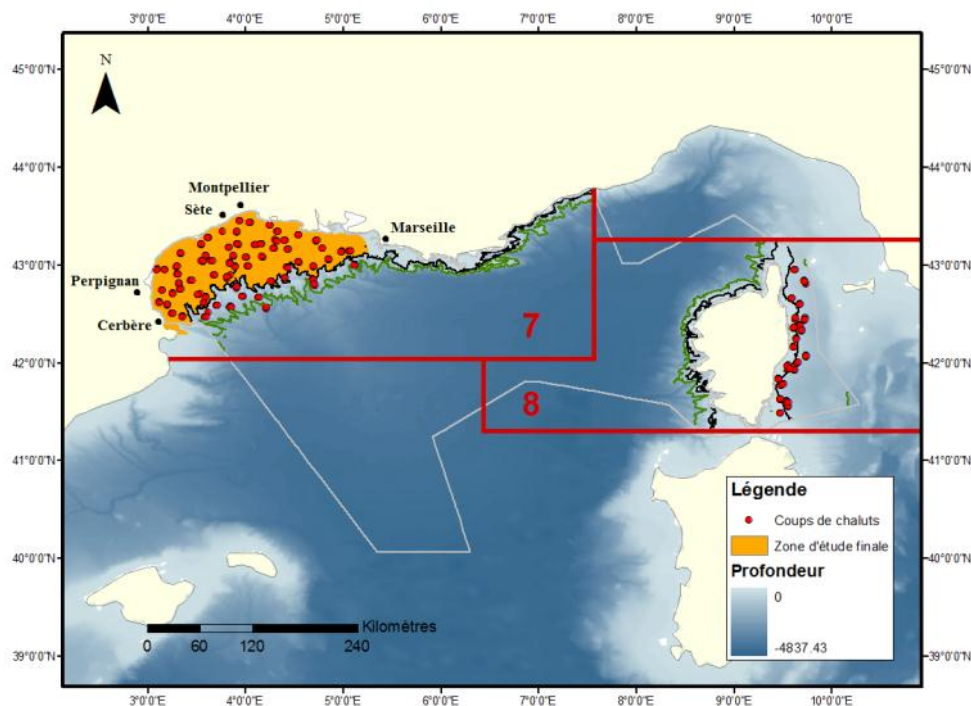 3°0'0"E 4°0'0"E 5°0'0"E 6°0'0"E 7°0'0"E 8°0'0"E 9°0'0"E 10°0'0"E
45°0'0"N 45°0'0"N
N
44°0'0"N 44°0'0"N
Montpellier
Sète
Marseille
43°0'0"N 43°0'0"N
Perpignan
Cerbère
7
42°0'0"N 42°0'0"N
8
41°0'0"N 41°0'0"N
Légende
Coups de chaluts
Zone d'étude finale
40°0'0"N 40°0'0"N
Profondeur
0
-4837.43
Kilomètres
0 60 120 240
39°0'0"N 39°0'0"N
3°0'0"E 4°0'0"E 5°0'0"E 6°0'0"E 7°0'0"E 8°0'0"E 9°0'0"E 10°0'0"E